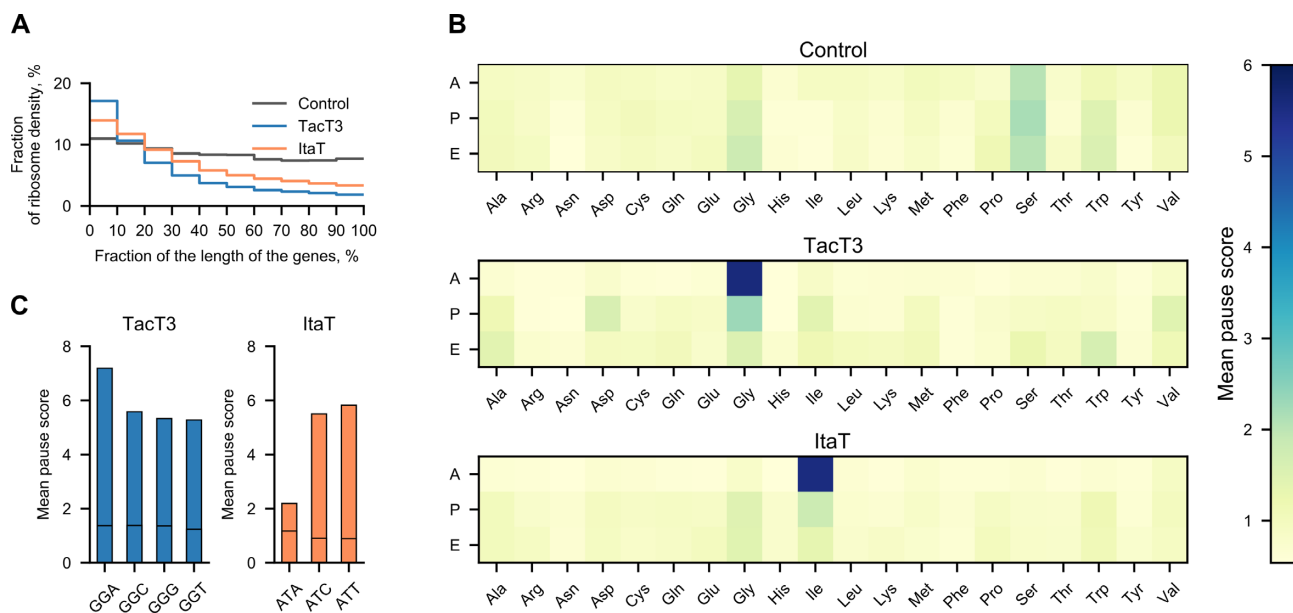 A
Fraction
of ribosome density, %
20
10
0
Control
TacT3
ItaT
0 10 20 30 40 50 60 70 80 90 100
Fraction of the length of the genes, %
B
Control
A
P
E
Ala Arg Asn Asp Cys Gln Glu Gly His Ile Leu Lys Met Phe Pro Ser Thr Trp Tyr Val
TacT3
A
P
E
Ala Arg Asn Asp Cys Gln Glu Gly His Ile Leu Lys Met Phe Pro Ser Thr Trp Tyr Val
ItaT
A
P
E
Ala Arg Asn Asp Cys Gln Glu Gly His Ile Leu Lys Met Phe Pro Ser Thr Trp Tyr Val
Mean pause score
6
5
4
3
2
1
C
TacT3
Mean pause score
8
6
4
2
0
GGA GGC GGG GGT
ItaT
Mean pause score
8
6
4
2
0
ATA ATC ATT